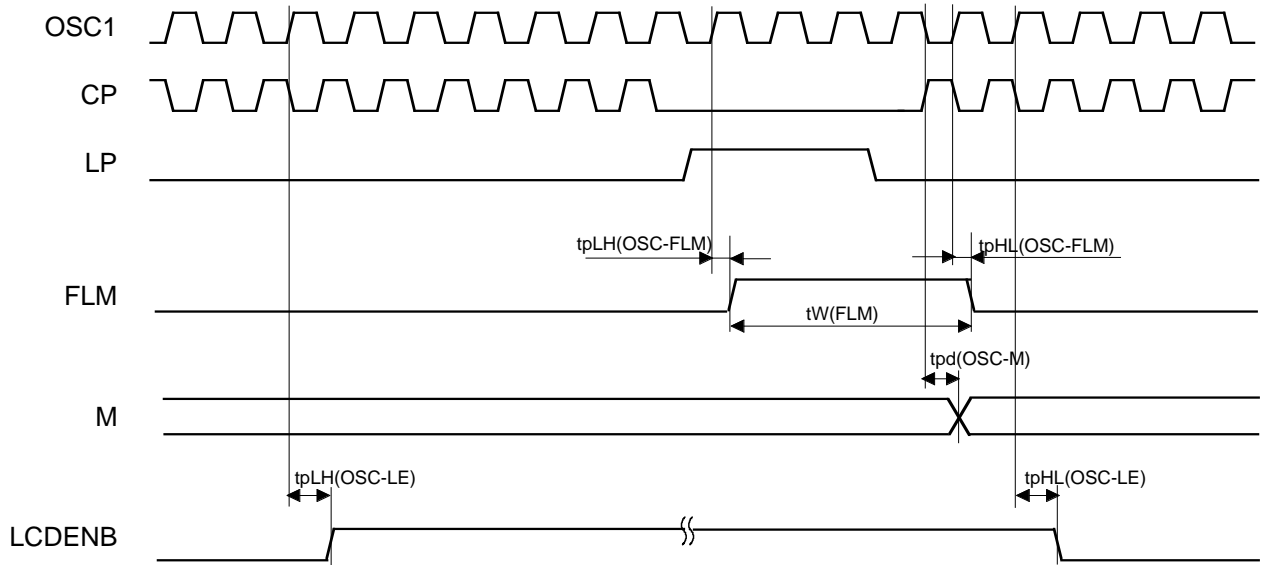 OSC1
CP
LP
tpLH(OSC-FLM)
tpHL(OSC-FLM)
FLM
tW(FLM)
tpd(OSC-M)
M
tpLH(OSC-LE)
tpHL(OSC-LE)
LCDENB